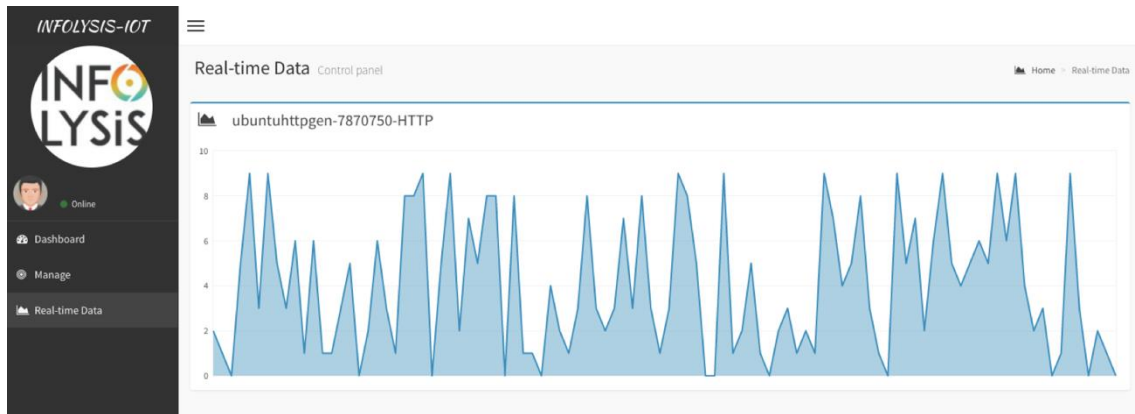 INFOLYSIS-IOT
INFO
LYSiS
Online
Dashboard
Manage
Real-time Data
Real-time Data Control panel
Home > Real-time Data
ubuntuhttpgen-7870750-HTTP
10
8
6
4
2
0